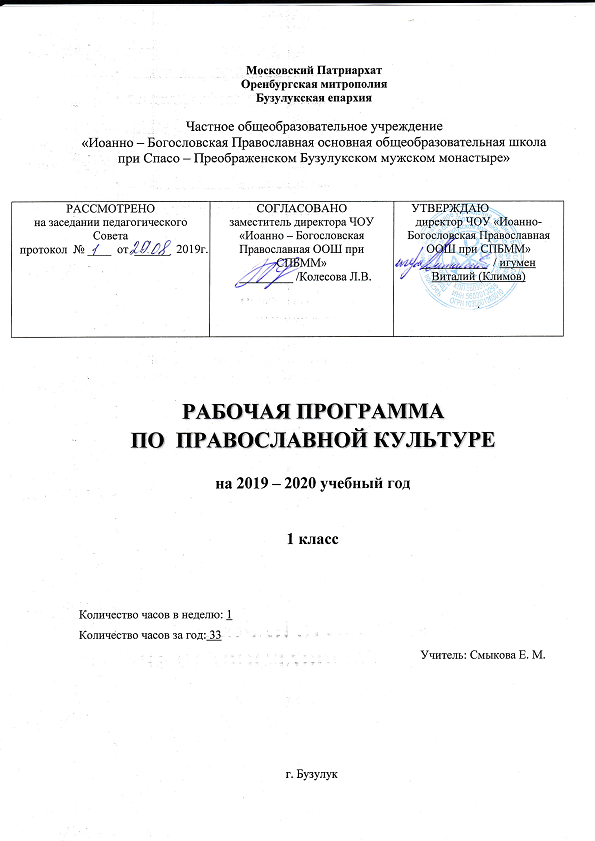 Московский Патриархат
Оренбургская митрополия
Бузулукская епархия
Частное общеобразовательное учреждение
«Иоанно – Богословская Православная основная общеобразовательная школа
при Спасо – Преображенском Бузулукском мужском монастыре»
РАССМОТРЕНО
на заседании педагогического
Совета
протокол № 1 от 29.08 2019г.
СОГЛАСОВАНО
заместитель директора ЧОУ
«Иоанно – Богословская
Православная ООШ при
СПБММ»
/Колесова Л.В.
УТВЕРЖДАЮ
директор ЧОУ «Иоанно-
Богословская Православная
ООШ при СПБММ»
/ игумен
Виталий (Климов)
РАБОЧАЯ ПРОГРАММА
ПО ПРАВОСЛАВНОЙ КУЛЬТУРЕ
на 2019 – 2020 учебный год
1 класс
Количество часов в неделю: 1
Количество часов за год: 33
Учитель: Смыкова Е. М.
г. Бузулук